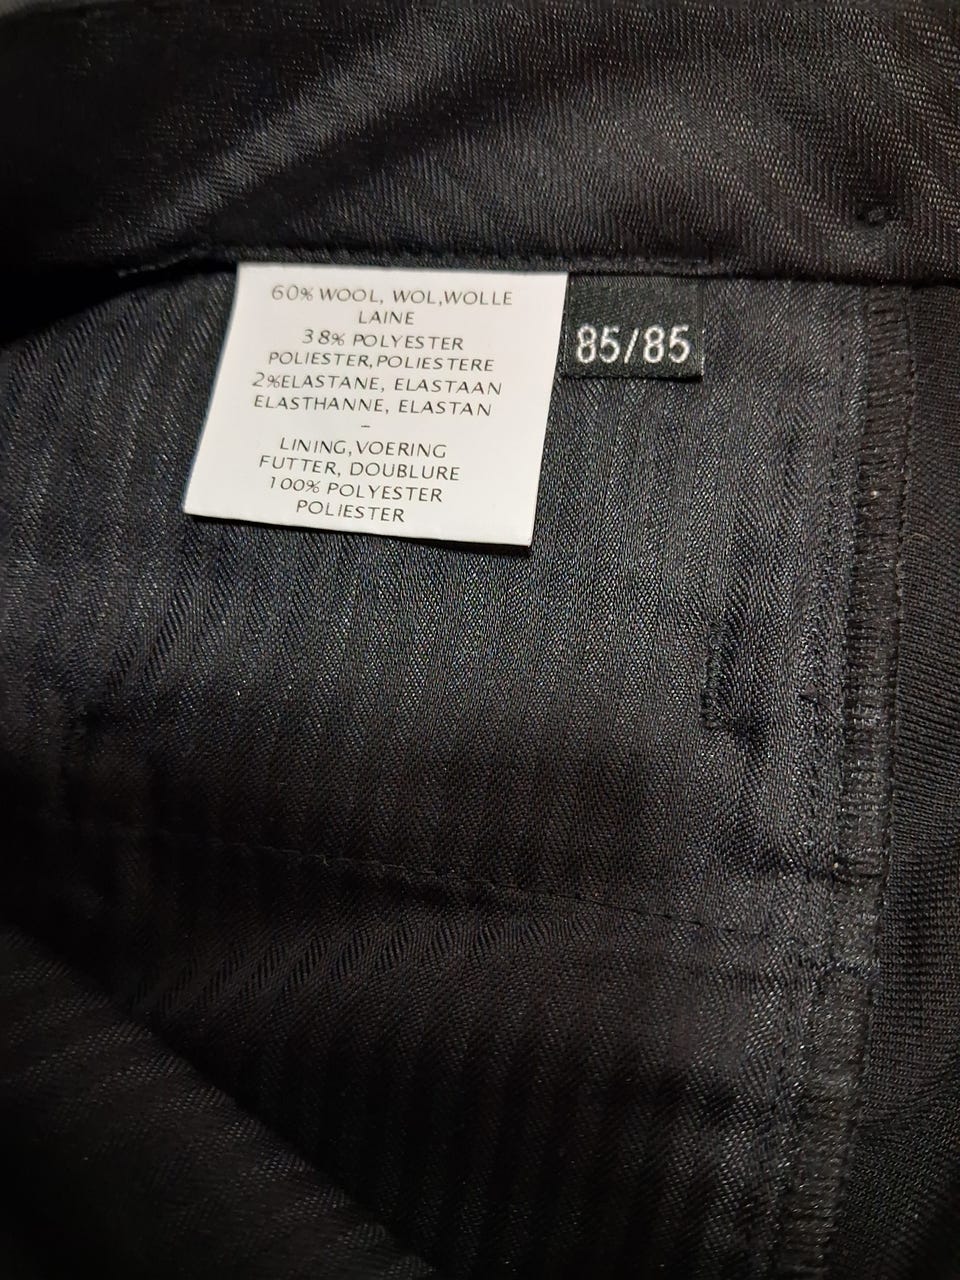 60% WOOL, WOL,WOLLE
LAINE
38% POLYESTER
POLIESTER,POLIESTERE
2%ELASTANE, ELASTAAN
ELASTHANNE, ELASTAN
-
LINING,VOERING
FUTTER, DOUBLURE
100% POLYESTER
POLIESTER
85/85